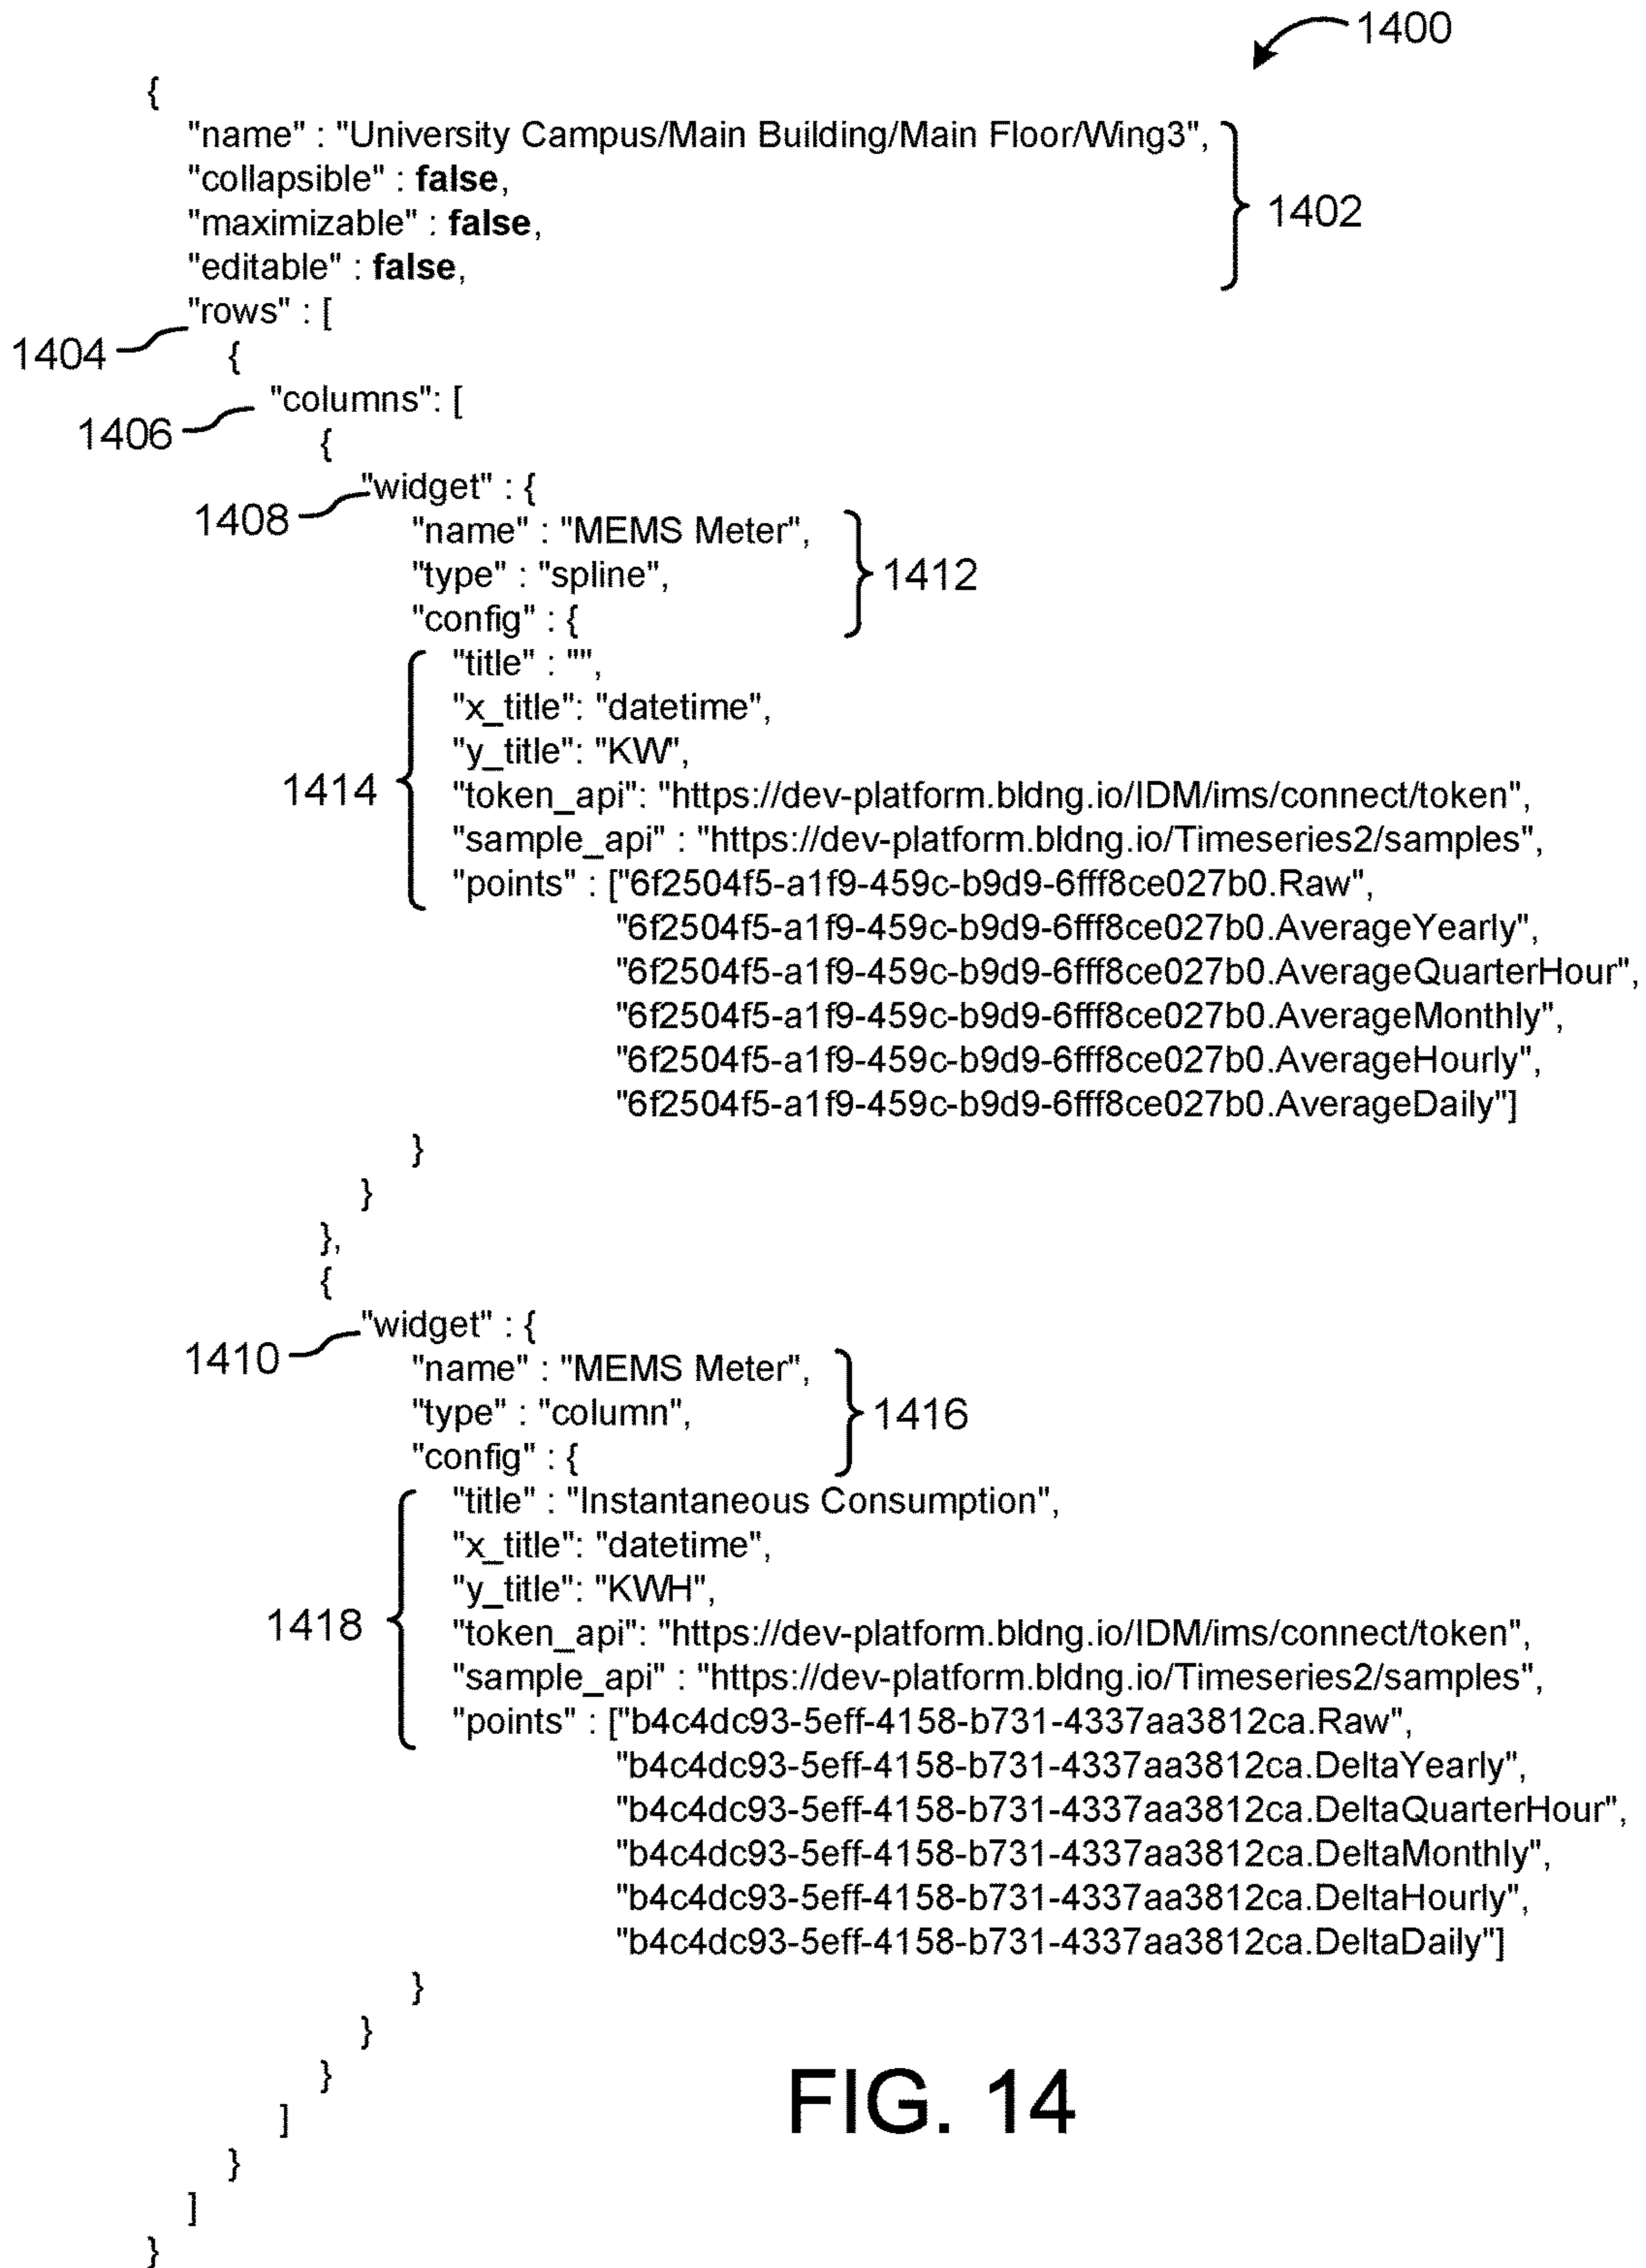 1400
{
"name" : "University Campus/Main Building/Main Floor/Wing3",
"collapsible" : false,
1402
"maximizable" : false,
"editable" : false,
"rows" : [
1404
{
"columns": [
1406
{
"widget" : {
1408
"name" : "MEMS Meter",
"type" : "spline",
1412
"config" : {
"title" : "",
"x_title": "datetime",
"y_title": "KW",
1414
"token_api": "https://dev-platform.bldng.io/IDM/ims/connect/token",
"sample_api" : "https://dev-platform.bldng.io/Timeseries2/samples",
"points" : ["6f2504f5-a1f9-459c-b9d9-6fff8ce027b0.Raw",
"6f2504f5-a1f9-459c-b9d9-6fff8ce027b0.AverageYearly",
"6f2504f5-a1f9-459c-b9d9-6fff8ce027b0.AverageQuarterHour",
"6f2504f5-a1f9-459c-b9d9-6fff8ce027b0.AverageMonthly",
"6f2504f5-a1f9-459c-b9d9-6fff8ce027b0.AverageHourly",
"6f2504f5-a1f9-459c-b9d9-6fff8ce027b0.AverageDaily"]
}
}
},
{
"widget" : {
1410
"name" : "MEMS Meter",
"type" : "column",
1416
"config" : {
"title" : "Instantaneous Consumption",
"x_title": "datetime",
"y_title": "KWH",
1418
"token_api": "https://dev-platform.bldng.io/IDM/ims/connect/token",
"sample_api" : "https://dev-platform.bldng.io/Timeseries2/samples",
"points" : ["b4c4dc93-5eff-4158-b731-4337aa3812ca.Raw",
"b4c4dc93-5eff-4158-b731-4337aa3812ca.DeltaYearly",
"b4c4dc93-5eff-4158-b731-4337aa3812ca.DeltaQuarterHour",
"b4c4dc93-5eff-4158-b731-4337aa3812ca.DeltaMonthly",
"b4c4dc93-5eff-4158-b731-4337aa3812ca.DeltaHourly",
"b4c4dc93-5eff-4158-b731-4337aa3812ca.DeltaDaily"]
}
}
}
]
}
]
}
FIG. 14